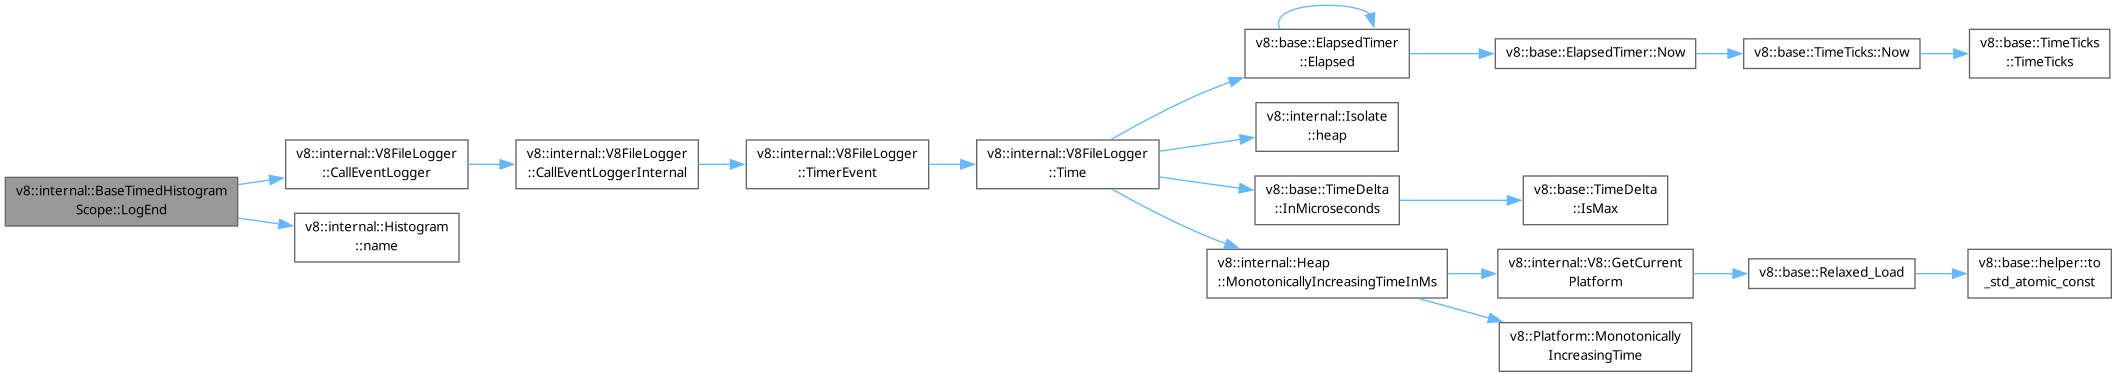 v8::internal::BaseTimedHistogram
Scope::LogEnd
v8::internal::V8FileLogger
::CallEventLogger
v8::internal::Histogram
::name
v8::internal::V8FileLogger
::CallEventLoggerInternal
v8::internal::V8FileLogger
::TimerEvent
v8::internal::V8FileLogger
::Time
v8::base::ElapsedTimer
::Elapsed
v8::base::ElapsedTimer::Now
v8::base::TimeTicks::Now
v8::base::TimeTicks
::TimeTicks
v8::internal::Isolate
::heap
v8::base::TimeDelta
::InMicroseconds
v8::base::TimeDelta
::IsMax
v8::internal::Heap
::MonotonicallyIncreasingTimeInMs
v8::internal::V8::GetCurrent
Platform
v8::base::Relaxed_Load
v8::base::helper::to
_std_atomic_const
v8::Platform::Monotonically
IncreasingTime